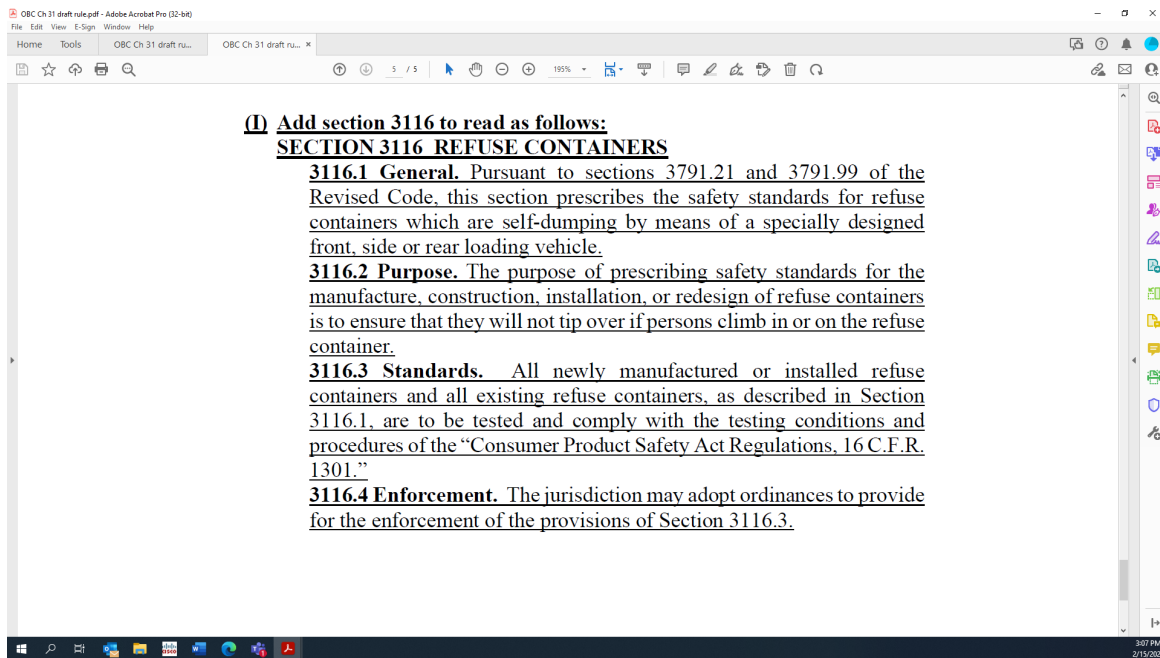 OBC Ch 31 draft rule.pdf - Adobe Acrobat Pro (32-bit)
File Edit View E-Sign Window Help
Home Tools OBC Ch 31 draft ru... OBC Ch 31 draft ru... ×
5 / 5 195%
(I) Add section 3116 to read as follows:
SECTION 3116 REFUSE CONTAINERS
3116.1 General. Pursuant to sections 3791.21 and 3791.99 of the
Revised Code, this section prescribes the safety standards for refuse
containers which are self-dumping by means of a specially designed
front, side or rear loading vehicle.
3116.2 Purpose. The purpose of prescribing safety standards for the
manufacture, construction, installation, or redesign of refuse containers
is to ensure that they will not tip over if persons climb in or on the refuse
container.
3116.3 Standards. All newly manufactured or installed refuse
containers and all existing refuse containers, as described in Section
3116.1, are to be tested and comply with the testing conditions and
procedures of the “Consumer Product Safety Act Regulations, 16 C.F.R.
1301.”
3116.4 Enforcement. The jurisdiction may adopt ordinances to provide
for the enforcement of the provisions of Section 3116.3.
3:07 PM
2/15/202